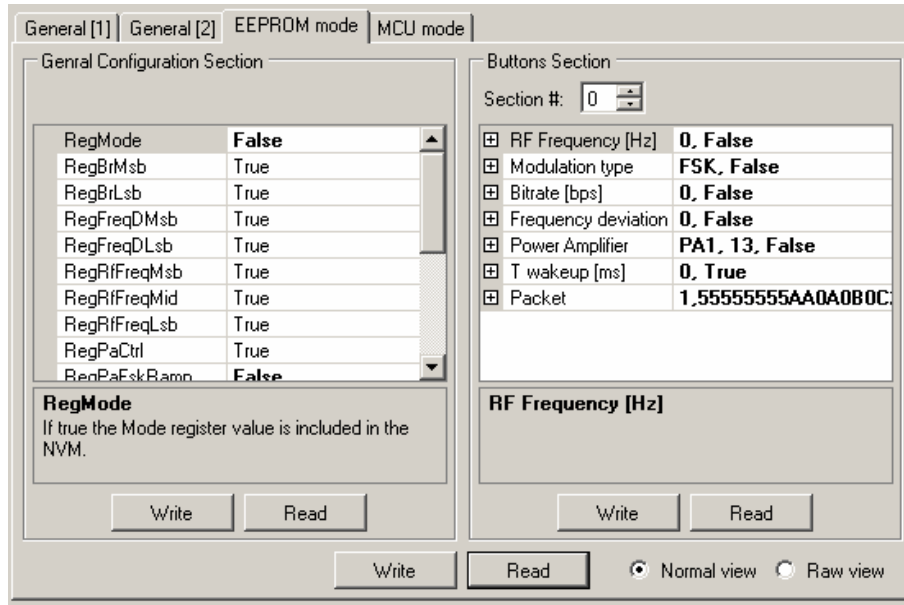 General [1] General [2] EEPROM mode MCU mode
Genral Configuration Section
RegMode False
RegBrMsb True
RegBrLsb True
RegFreqDMsb True
RegFreqDLsb True
RegRfFreqMsb True
RegRfFreqMid True
RegRfFreqLsb True
RegPaCtrl True
RegPaFskRamp False
RegMode
If true the Mode register value is included in the
NVM.
Write Read
Buttons Section
Section #: 0
RF Frequency [Hz] 0, False
Modulation type FSK, False
Bitrate [bps] 0, False
Frequency deviation 0, False
Power Amplifier PA1, 13, False
T wakeup [ms] 0, True
Packet 1,55555555AA0A0B0C
RF Frequency [Hz]
Write Read
Write Read Normal view Raw view